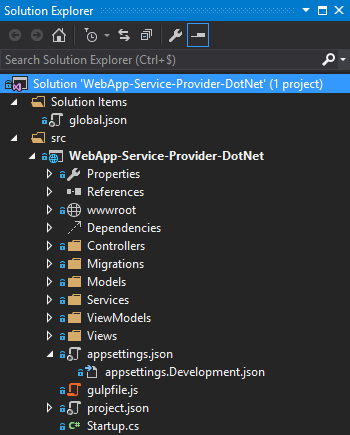 Solution Explorer
Search Solution Explorer (Ctrl+$)
Solution 'WebApp-Service-Provider-DotNet' (1 project)
Solution Items
global.json
src
WebApp-Service-Provider-DotNet
Properties
References
wwwroot
Dependencies
Controllers
Migrations
Models
Services
ViewModels
Views
appsettings.json
appsettings.Development.json
gulpfile.js
project.json
C# Startup.cs